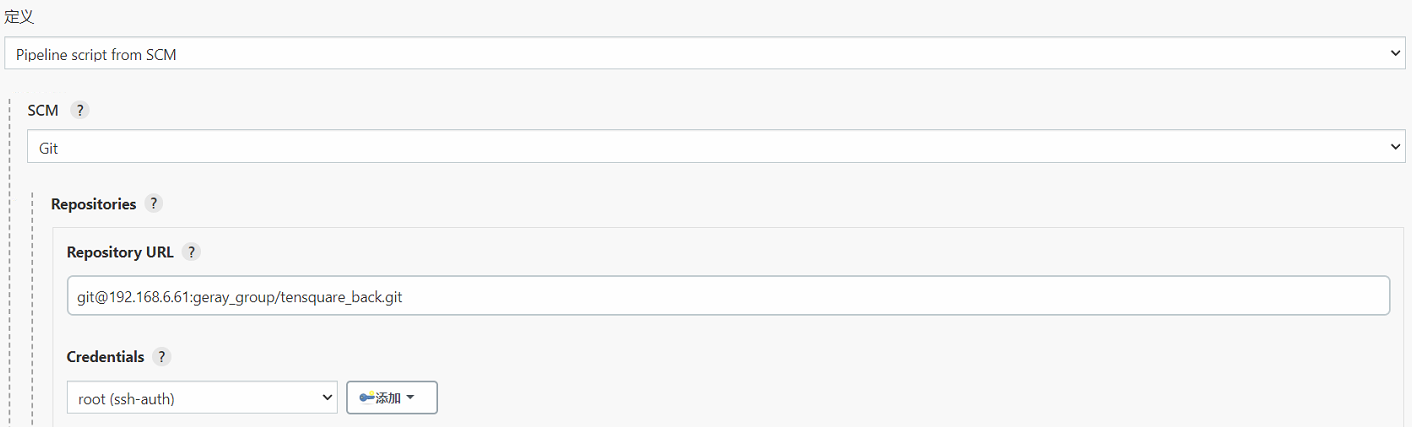 定义
Pipeline script from SCM
SCM ?
Git
Repositories ?
Repository URL ?
git@192.168.6.61:geray_group/tensquare_back.git
Credentials ?
root (ssh-auth) 添加